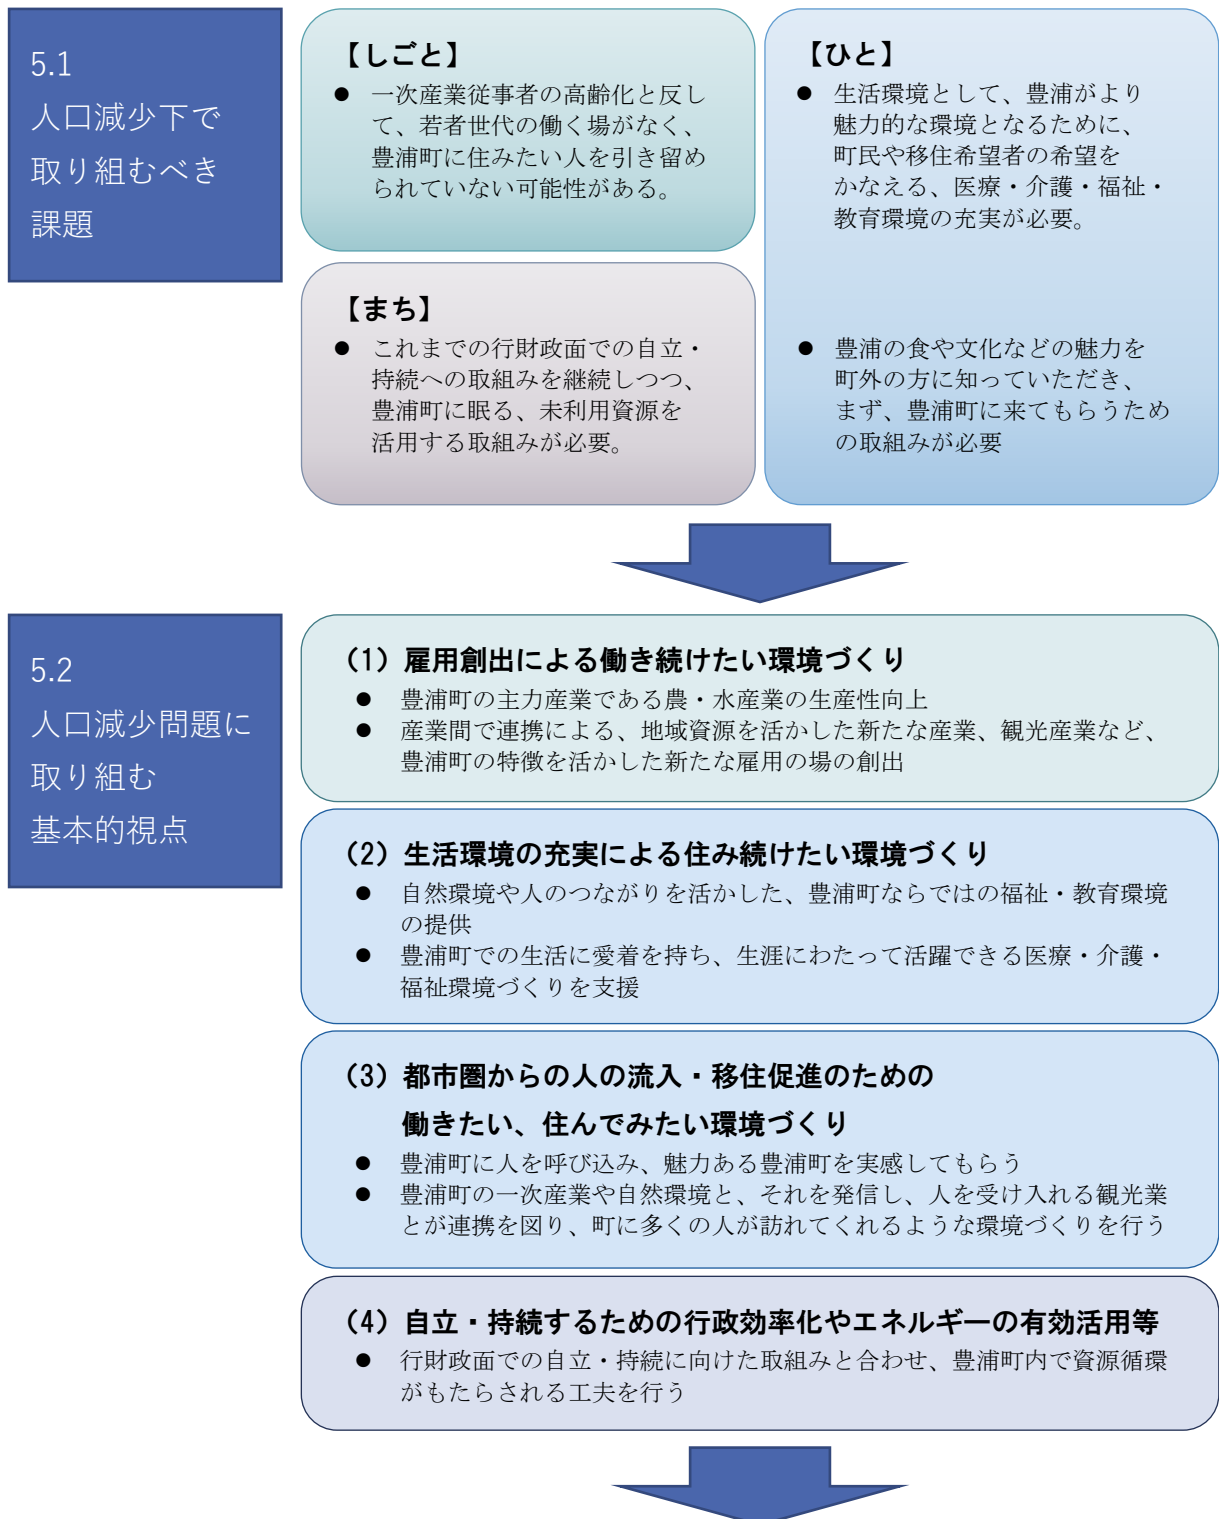 5.1
人口減少下で
取り組むべき
課題
【しごと】
● 一次産業従事者の高齢化と反し
て、若者世代の働く場がなく、
豊浦町に住みたい人を引き留め
られていない可能性がある。
【まち】
● これまでの行財政面での自立・
持続への取組みを継続しつつ、
豊浦町に眠る、未利用資源を
活用する取組みが必要。
【ひと】
● 生活環境として、豊浦がより
魅力的な環境となるために、
町民や移住希望者の希望を
かなえる、医療・介護・福祉・
教育環境の充実が必要。
● 豊浦の食や文化などの魅力を
町外の方に知っていただき、
まず、豊浦町に来てもらうため
の取組みが必要
5.2
人口減少問題に
取り組む
基本的視点
（1）雇用創出による働き続けたい環境づくり
● 豊浦町の主力産業である農・水産業の生産性向上
● 産業間で連携による、地域資源を活かした新たな産業、観光産業など、
豊浦町の特徴を活かした新たな雇用の場の創出
（2）生活環境の充実による住み続けたい環境づくり
● 自然環境や人のつながりを活かした、豊浦町ならではの福祉・教育環境
の提供
● 豊浦町での生活に愛着を持ち、生涯にわたって活躍できる医療・介護・
福祉環境づくりを支援
（3）都市圏からの人の流入・移住促進のための
働きたい、住んでみたい環境づくり
● 豊浦町に人を呼び込み、魅力ある豊浦町を実感してもらう
● 豊浦町の一次産業や自然環境と、それを発信し、人を受け入れる観光業
とが連携を図り、町に多くの人が訪れてくれるような環境づくりを行う
（4）自立・持続するための行政効率化やエネルギーの有効活用等
● 行財政面での自立・持続に向けた取組みと合わせ、豊浦町内で資源循環
がもたらされる工夫を行う